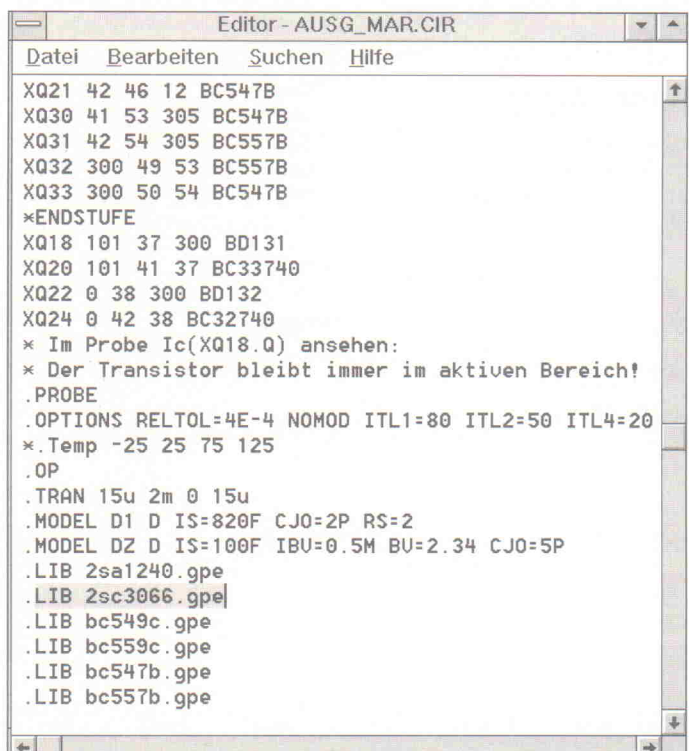 Editor - AUSG_MAR.CIR
Datei Bearbeiten Suchen Hilfe
XQ21 42 46 12 BC547B
XQ30 41 53 305 BC547B
XQ31 42 54 305 BC557B
XQ32 300 49 53 BC557B
XQ33 300 50 54 BC547B
*ENDSTUFE
XQ18 101 37 300 BD131
XQ20 101 41 37 BC33740
XQ22 0 38 300 BD132
XQ24 0 42 38 BC32740
* Im Probe Ic(XQ18.Q) ansehen:
* Der Transistor bleibt immer im aktiven Bereich!
.PROBE
.OPTIONS RELTOL=4E-4 NOMOD ITL1=80 ITL2=50 ITL4=20
*.Temp -25 25 75 125
.OP
.TRAN 15u 2m 0 15u
.MODEL D1 D IS=820F CJO=2P RS=2
.MODEL DZ D IS=100F IBV=0.5M BV=2.34 CJO=5P
.LIB 2sa1240.gpe
.LIB 2sc3066.gpe
.LIB bc549c.gpe
.LIB bc559c.gpe
.LIB bc547b.gpe
.LIB bc557b.gpe